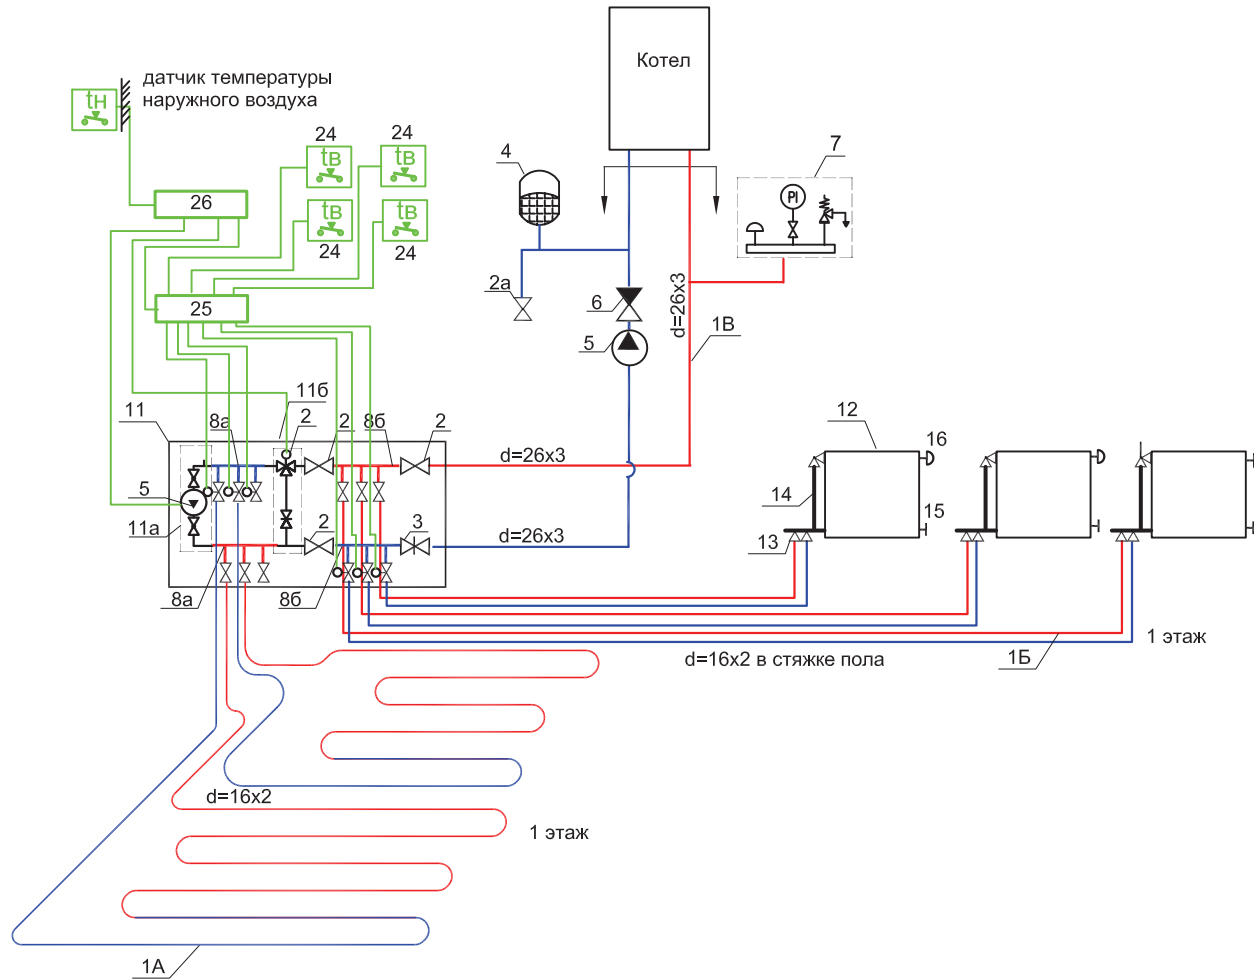 Котел
датчик температуры
наружного воздуха
tн
24
tв
24
tв
4
7
PI
26
tв
24
tв
24
2а
6
d=26x3
25
5
1В
11б
11
8а
2
2
8б
2
12
16
d=26x3
5
14
15
11а
2
3
d=26x3
13
8а
8б
1 этаж
d=16x2 в стяжке пола
1Б
d=16x2
1 этаж
1А